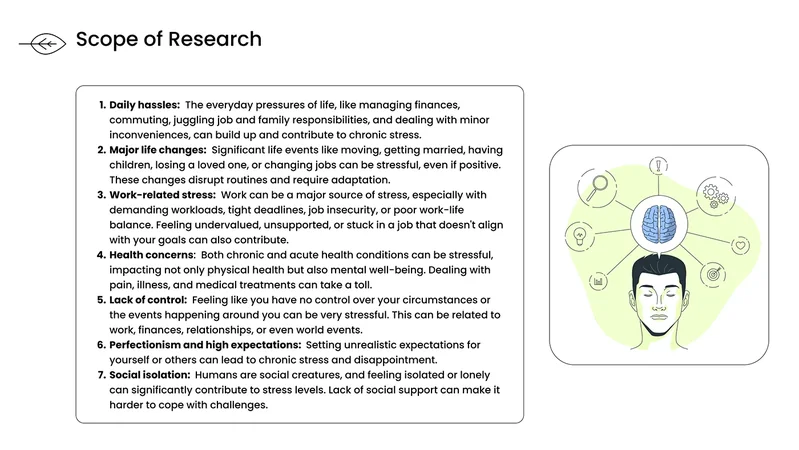 Scope of Research
1. Daily hassles: The everyday pressures of life, like managing finances,
commuting, juggling job and family responsibilities, and dealing with minor
inconveniences, can build up and contribute to chronic stress.
2. Major life changes: Significant life events like moving, getting married, having
children, losing a loved one, or changing jobs can be stressful, even if positive.
These changes disrupt routines and require adaptation.
3. Work-related stress: Work can be a major source of stress, especially with
demanding workloads, tight deadlines, job insecurity, or poor work-life
balance. Feeling undervalued, unsupported, or stuck in a job that doesn't align
with your goals can also contribute.
4. Health concerns: Both chronic and acute health conditions can be stressful,
impacting not only physical health but also mental well-being. Dealing with
pain, illness, and medical treatments can take a toll.
5. Lack of control: Feeling like you have no control over your circumstances or
the events happening around you can be very stressful. This can be related to
work, finances, relationships, or even world events.
6. Perfectionism and high expectations: Setting unrealistic expectations for
yourself or others can lead to chronic stress and disappointment.
7. Social isolation: Humans are social creatures, and feeling isolated or lonely
can significantly contribute to stress levels. Lack of social support can make it
harder to cope with challenges.